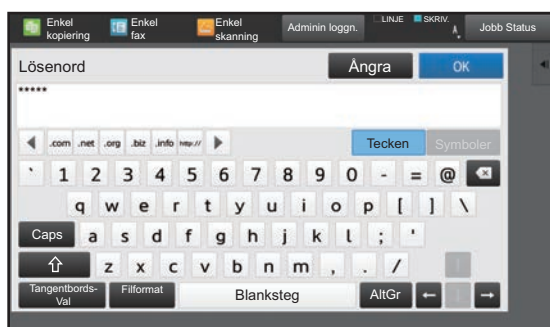 Enkel kopiering
Enkel fax
Enkel skanning
Adminin loggn.
LINJE
SKRIV.
Jobb Status
Lösenord
Ångra
OK
*****
.com .net .org .biz .info http://
Tecken
Symboler
` 1 2 3 4 5 6 7 8 9 0 - = @
q w e r t y u i o p [ ] \
Caps a s d f g h j k l ; '
z x c v b n m , . /
Tangentbords-Val
Filformat
Blanksteg
AltGr